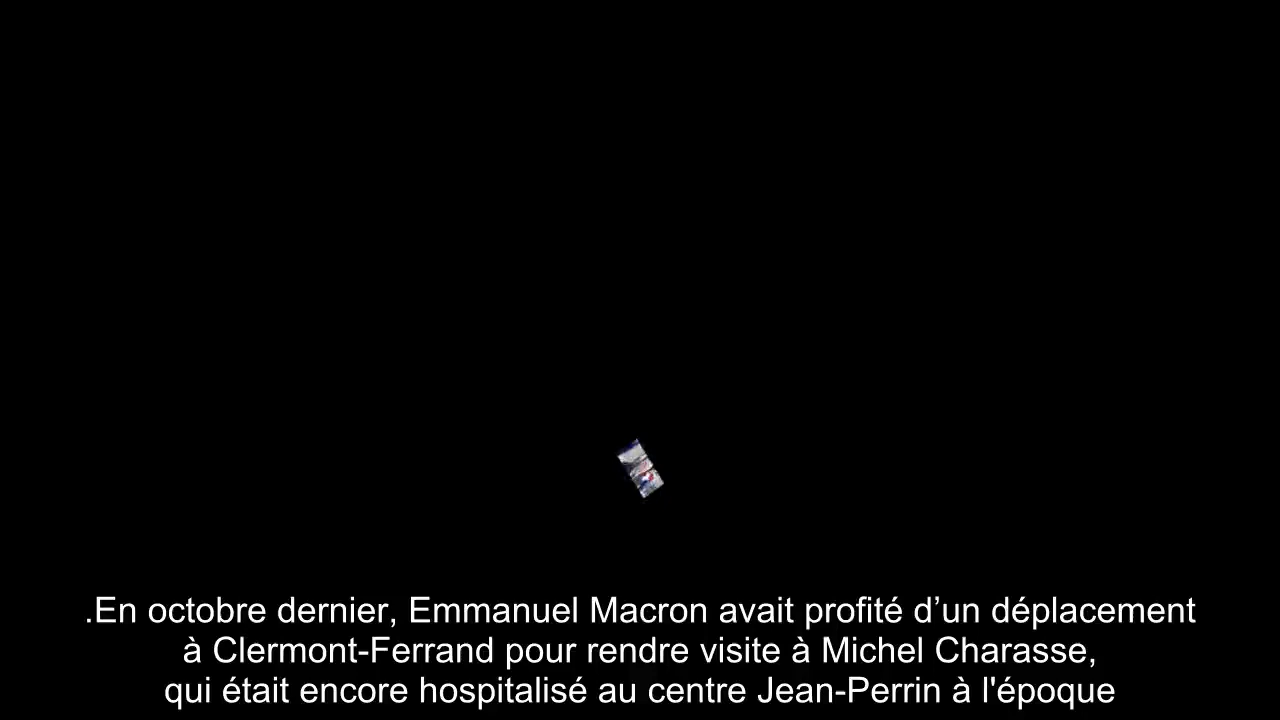 .En octobre dernier, Emmanuel Macron avait profité d’un déplacement
à Clermont-Ferrand pour rendre visite à Michel Charasse,
qui était encore hospitalisé au centre Jean-Perrin à l'époque